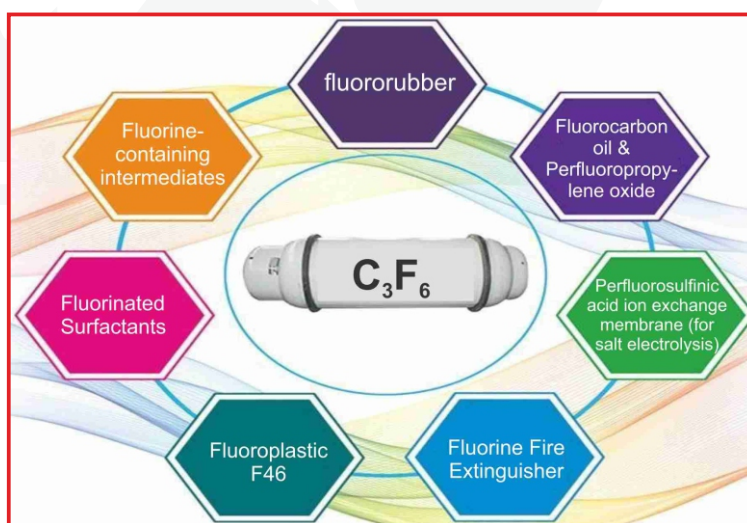 fluororubber
Fluorine-
containing
intermediates
Fluorocarbon
oil &
Perfluoropropy-
lene oxide
C₃F₆
Fluorinated
Surfactants
Perfluorosulfinic
acid ion exchange
membrane (for
salt electrolysis)
Fluoroplastic
F46
Fluorine Fire
Extinguisher